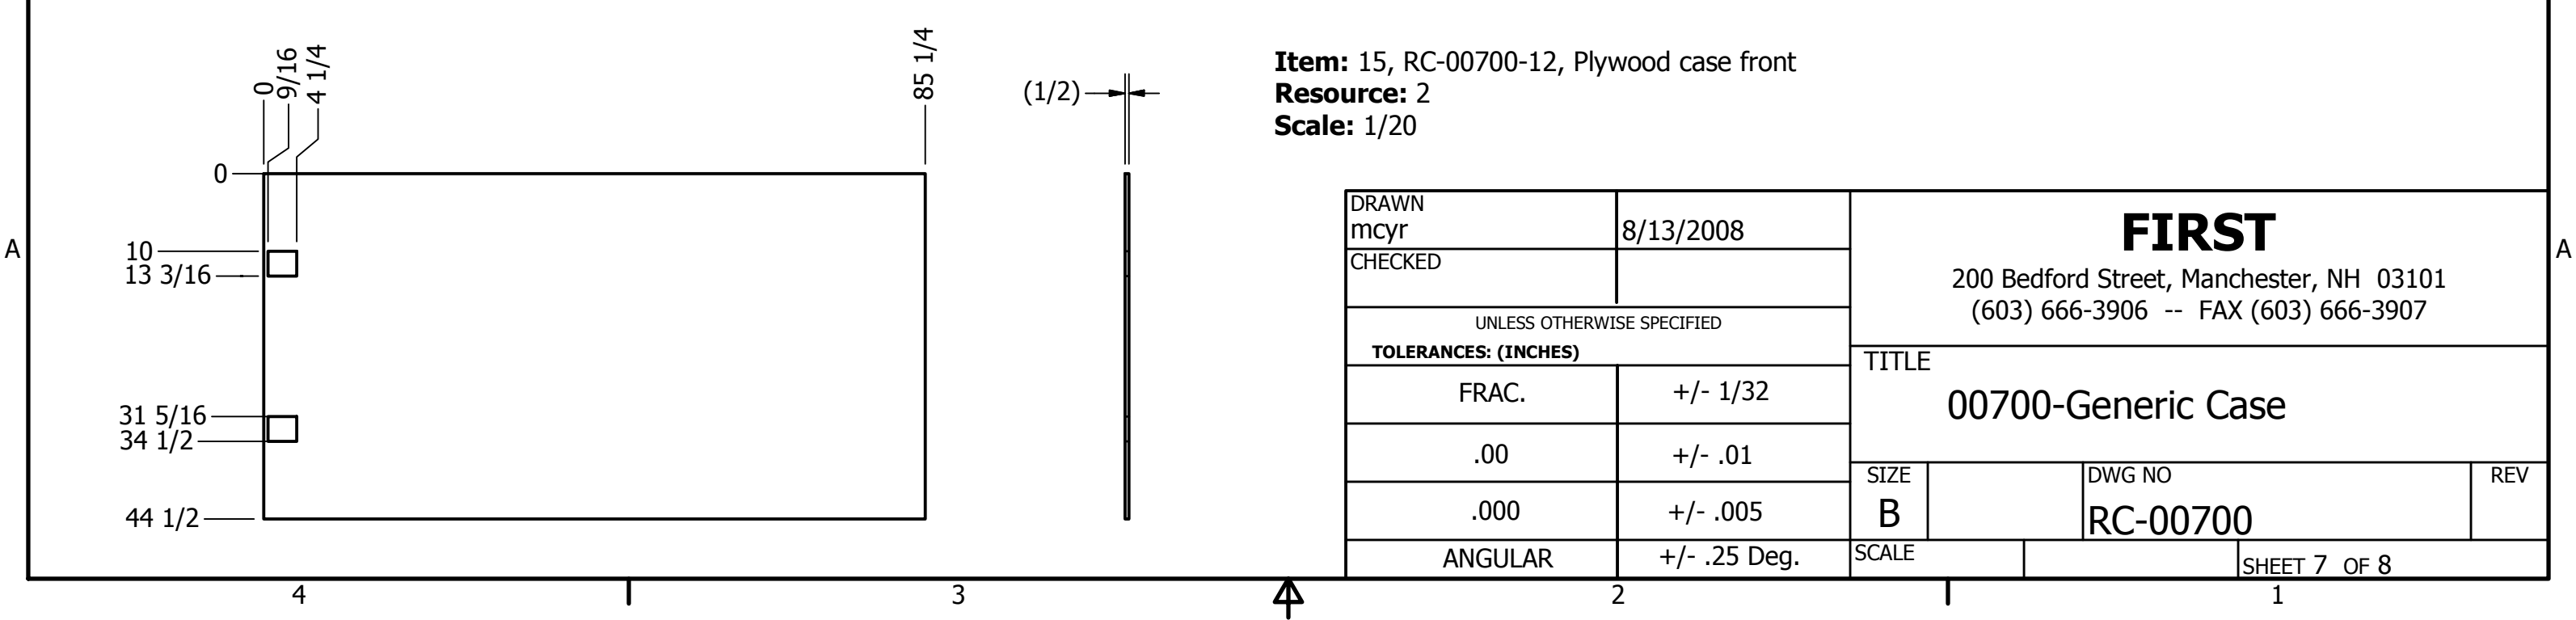 0
9/16
4 1/4
85 1/4
(1/2)
Item: 15, RC-00700-12, Plywood case front
Resource: 2
Scale: 1/20
0
10
13 3/16
31 5/16
34 1/2
44 1/2
A
A
DRAWN
mcyr
8/13/2008
CHECKED
UNLESS OTHERWISE SPECIFIED
TOLERANCES: (INCHES)
FRAC.
+/- 1/32
.00
+/- .01
.000
+/- .005
ANGULAR
+/- .25 Deg.
FIRST
200 Bedford Street, Manchester, NH 03101
(603) 666-3906 -- FAX (603) 666-3907
TITLE
00700-Generic Case
SIZE
B
DWG NO
RC-00700
REV
SCALE
SHEET 7 OF 8
4
3
2
1